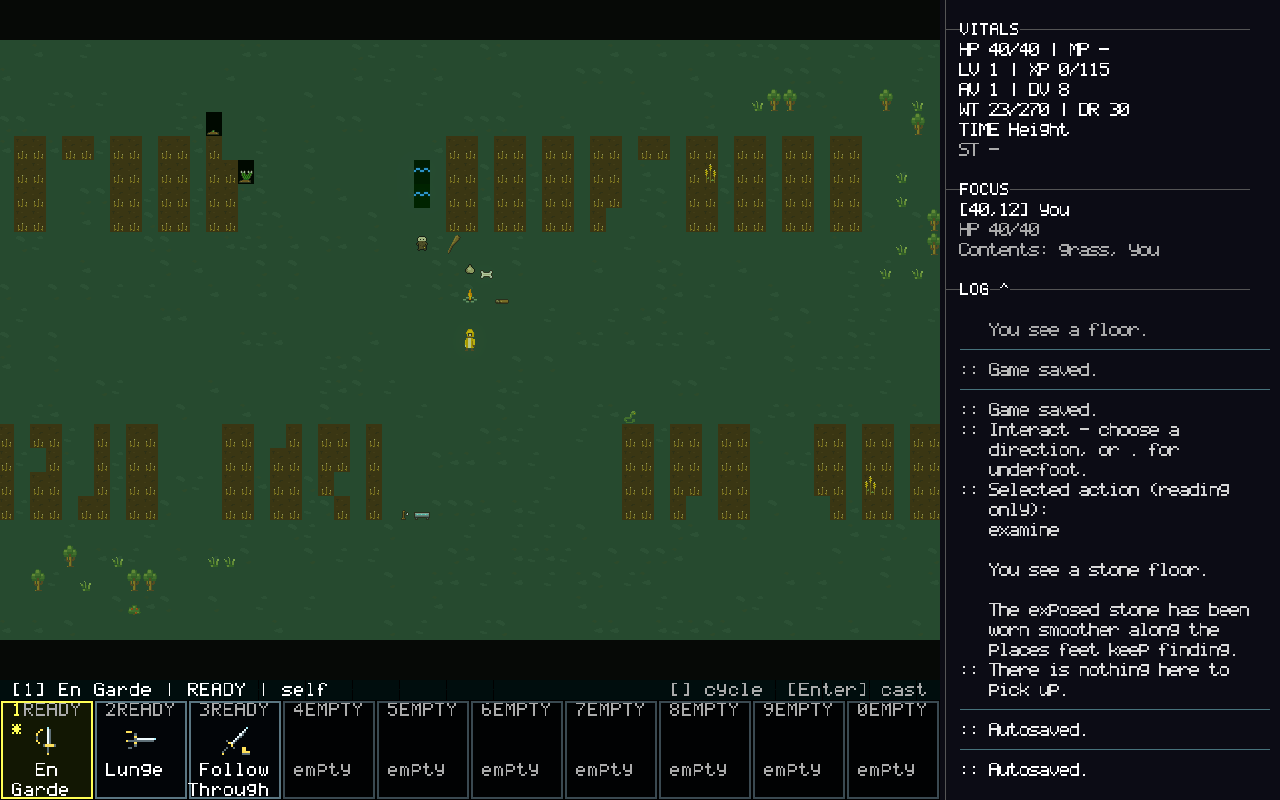 VITALS
HP 40/40 | MP -
LV 1 | XP 0/115
AV 1 | DV 8
WT 23/270 | DR 30
TIME Height
ST -
FOCUS
[40,12] You
HP 40/40
Contents: grass, You
LOG ^
You see a floor.
:: Game saved.
:: Game saved.
:: Interact - choose a
direction, or . for
underfoot.
:: Selected action (reading
only):
examine
You see a stone floor.
The exposed stone has been
worn smoother along the
Places feet keep finding.
:: There is nothing here to
Pick up.
:: Autosaved.
:: Autosaved.
[1] En Garde | READY | self
[] cycle [Enter] cast
1READY 2READY 3READY 4EMPTY 5EMPTY 6EMPTY 7EMPTY 8EMPTY 9EMPTY 0EMPTY
* En Garde
Lunge
Follow Through
empty empty empty empty empty empty empty